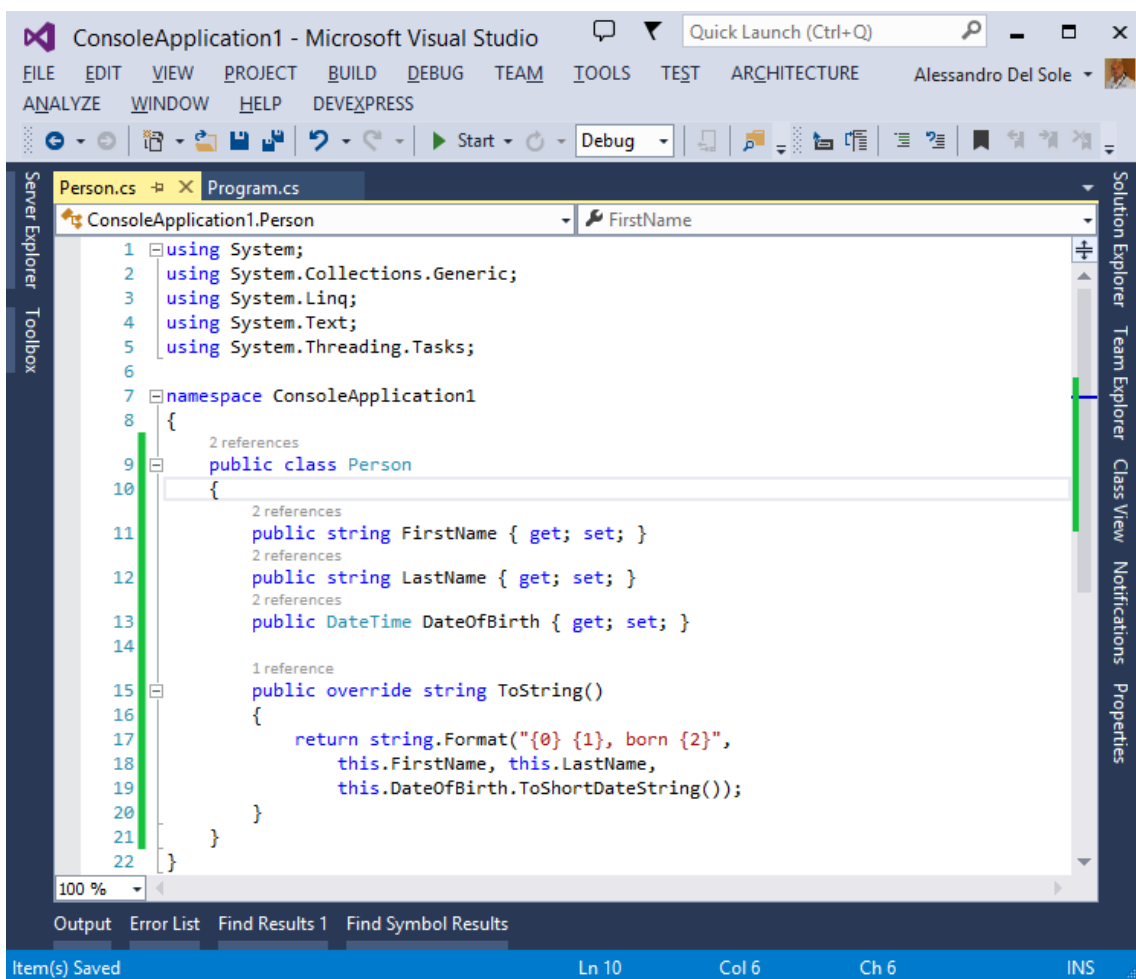 ConsoleApplication1 - Microsoft Visual Studio
Quick Launch (Ctrl+Q)
FILE EDIT VIEW PROJECT BUILD DEBUG TEAM TOOLS TEST ARCHITECTURE Alessandro Del Sole
ANALYZE WINDOW HELP DEVEXPRESS
Start Debug
Server Explorer
Toolbox
Person.cs Program.cs
ConsoleApplication1.Person FirstName
1 using System;
2 using System.Collections.Generic;
3 using System.Linq;
4 using System.Text;
5 using System.Threading.Tasks;
6
7 namespace ConsoleApplication1
8 {
2 references
9 public class Person
10 {
2 references
11 public string FirstName { get; set; }
2 references
12 public string LastName { get; set; }
2 references
13 public DateTime DateOfBirth { get; set; }
14
1 reference
15 public override string ToString()
16 {
17 return string.Format("{0} {1}, born {2}",
18 this.FirstName, this.LastName,
19 this.DateOfBirth.ToShortDateString());
20 }
21 }
22 }
100 %
Solution Explorer
Team Explorer
Class View
Notifications
Properties
Output Error List Find Results 1 Find Symbol Results
Item(s) Saved Ln 10 Col 6 Ch 6 INS